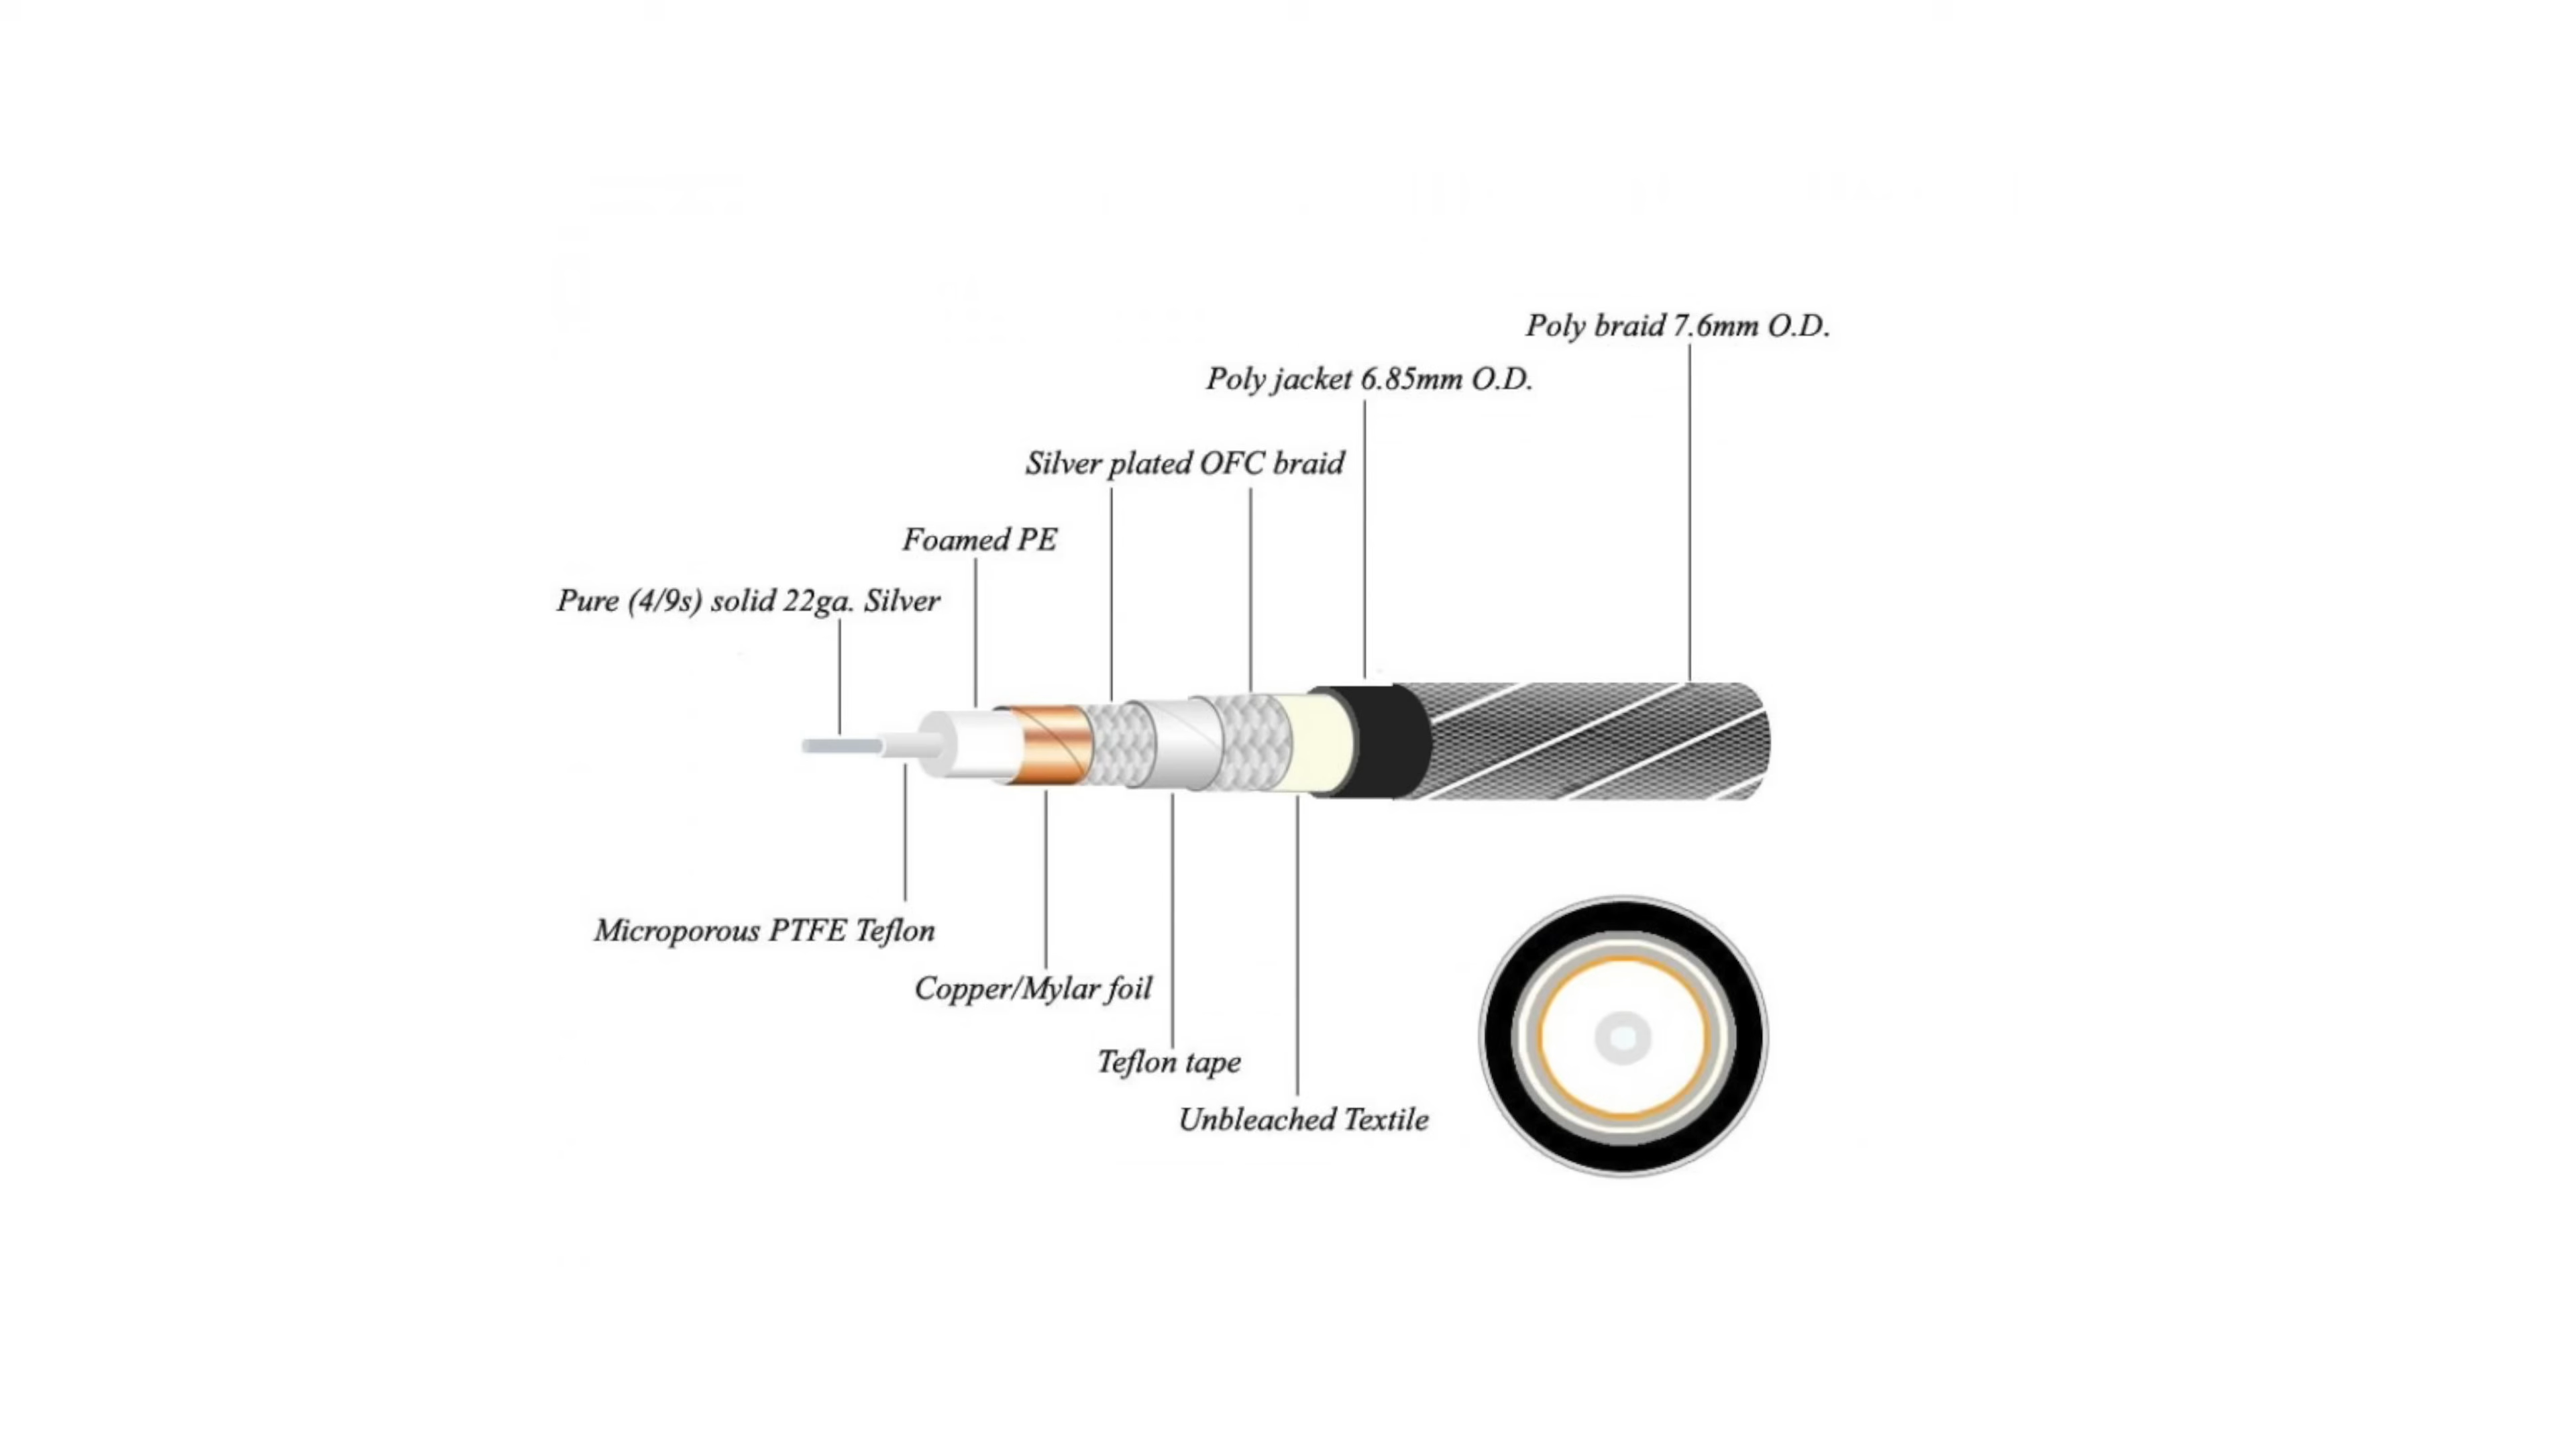 Poly braid 7.6mm O.D.
Poly jacket 6.85mm O.D.
Silver plated OFC braid
Foamed PE
Pure (4/9s) solid 22ga. Silver
Microporous PTFE Teflon
Copper/Mylar foil
Teflon tape
Unbleached Textile